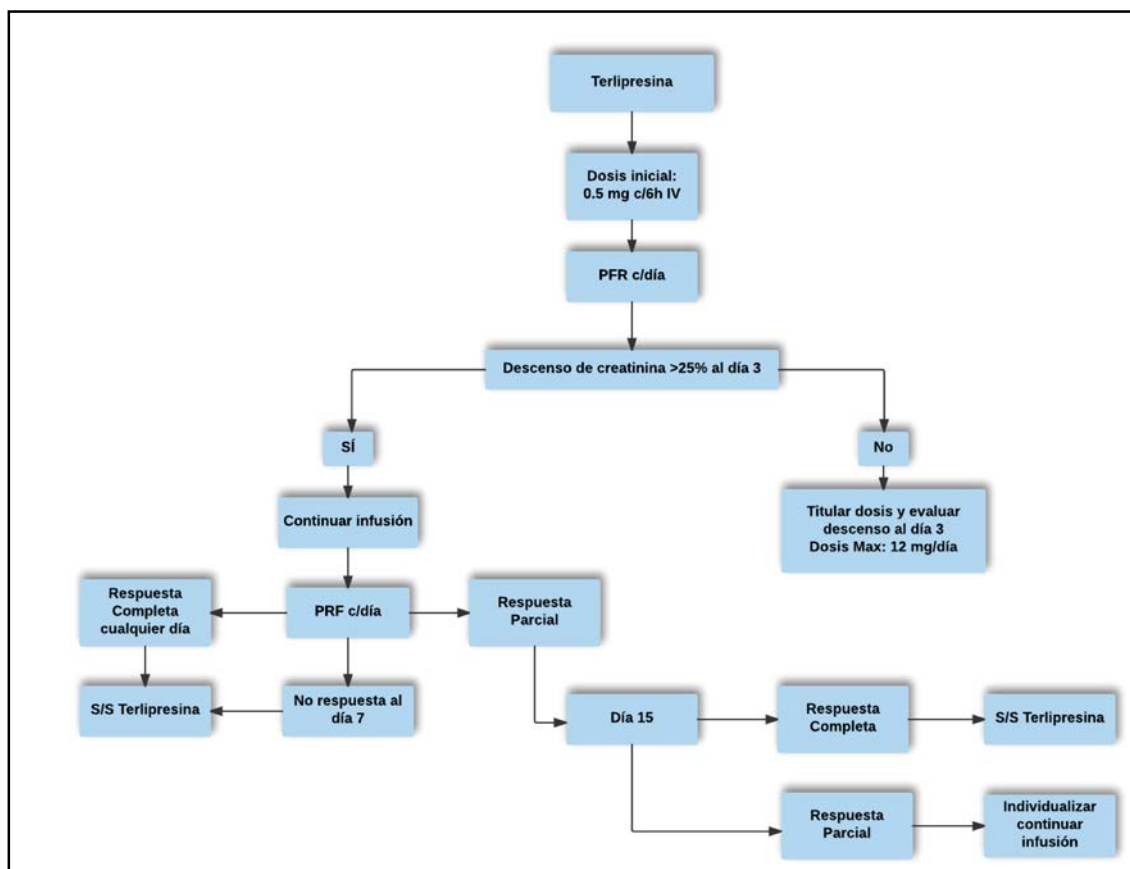 Terlipresina
Dosis inicial:
0.5 mg c/6h IV
PFR c/día
Descenso de creatinina >25% al día 3
SÍ
No
Continuar infusión
Titular dosis y evaluar
descenso al día 3
Dosis Max: 12 mg/día
Respuesta
Completa
cualquier día
PRF c/día
Respuesta
Parcial
S/S Terlipresina
No respuesta al
día 7
Día 15
Respuesta
Completa
S/S Terlipresina
Respuesta
Parcial
Individualizar
continuar
infusión